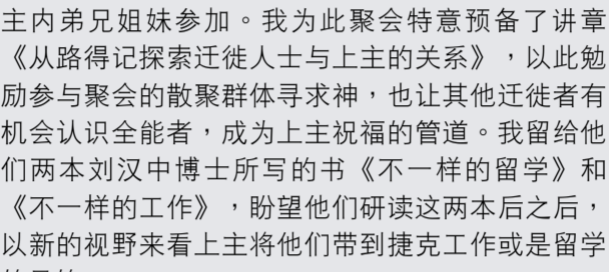 主内弟兄姐妹参加。我为此聚会特意预备了讲章
《从路得记探索迁徙人士与上主的关系》，以此勉
励参与聚会的散聚群体寻求神，也让其他迁徙者有
机会认识全能者，成为上主祝福的管道。我留给他
们两本刘汉中博士所写的书《不一样的留学》和
《不一样的工作》，盼望他们研读这两本后之后，
以新的视野来看上主将他们带到捷克工作或是留学